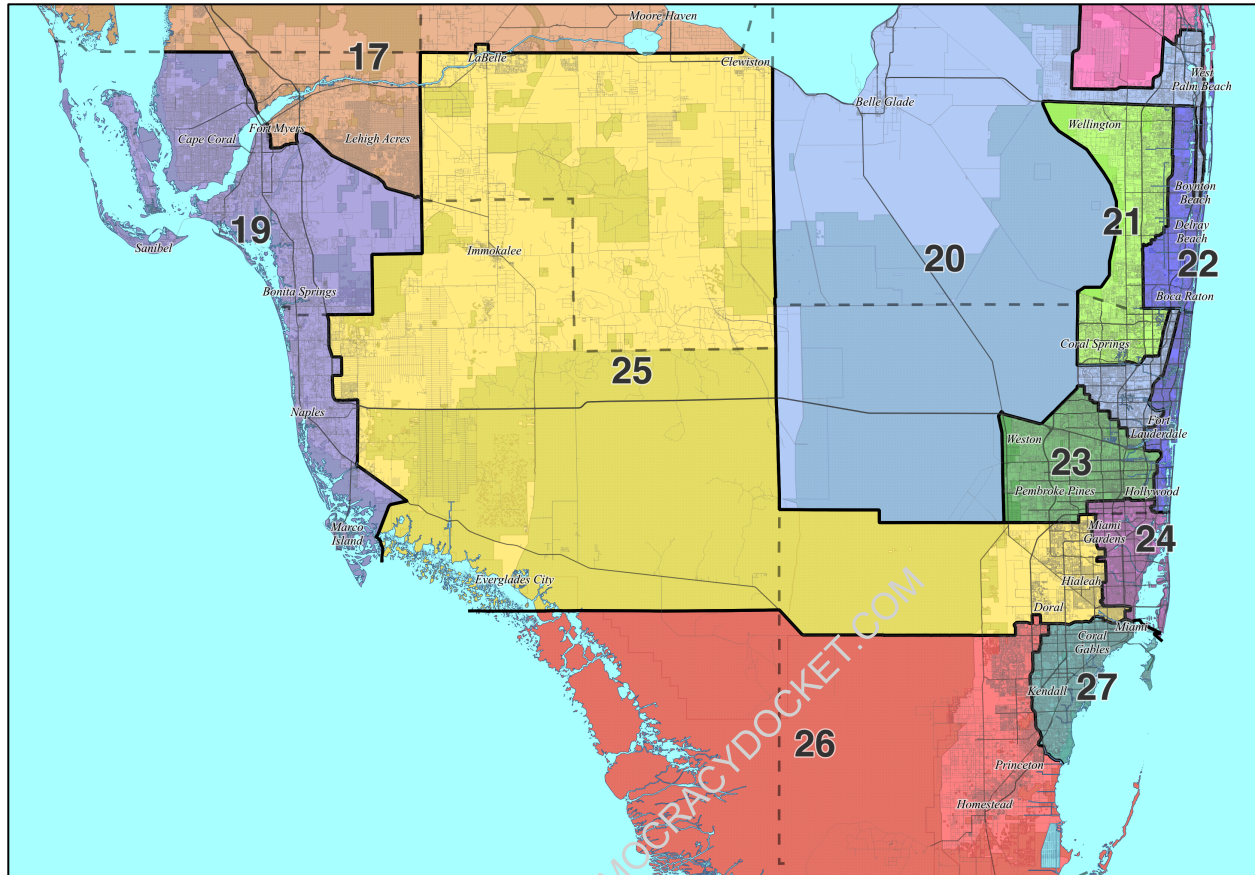 Moore Haven
17
LaBelle
Clewiston
West
Palm Beach
Belle Glade
Fort Myers
Wellington
Cape Coral
Lehigh Acres
Boynton
Beach
21
19
Delray
Beach
Sanibel
Immokalee
20
22
Bonita Springs
Boca Raton
Coral Springs
25
Naples
Fort
Lauderdale
Weston
23
Pembroke Pines
Hollywood
Marco
Island
Miami
Gardens
24
Everglades City
Hialeah
Doral
Miami
Coral
Gables
Kendall
27
26
Princeton
Homestead
MOCRACYDOCKET.COM